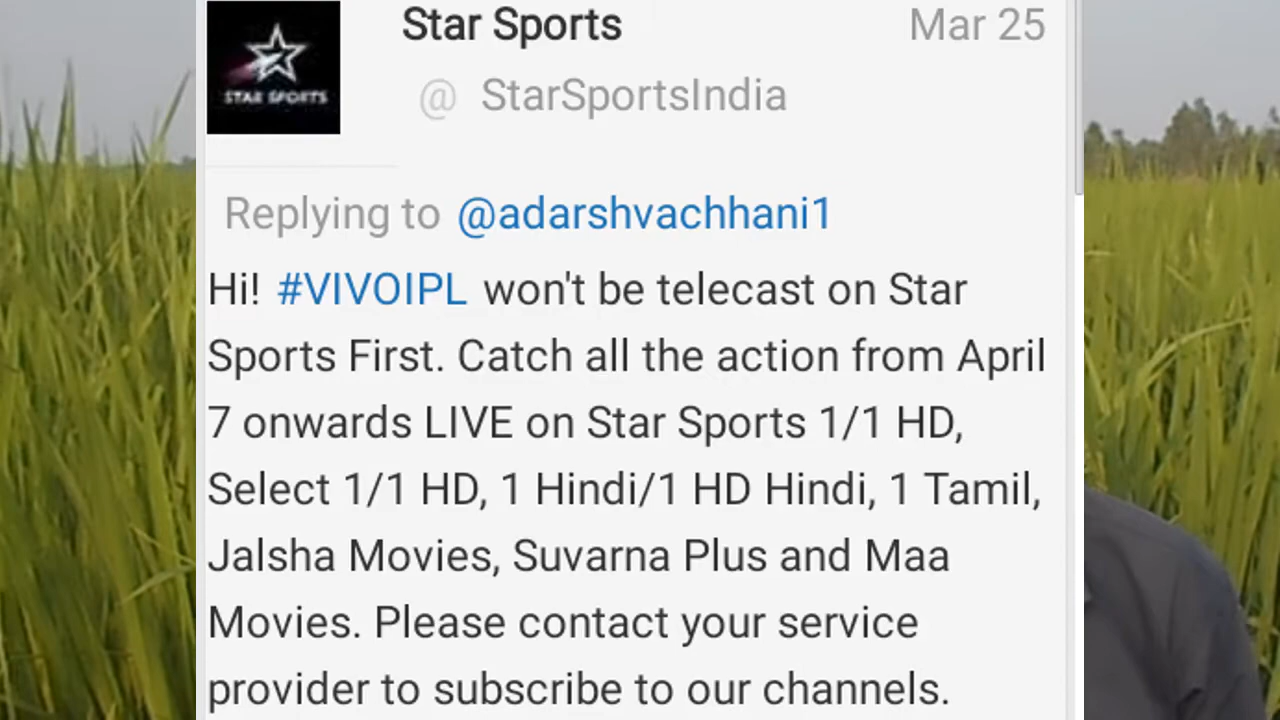 STAR SPORTS
Star Sports
Mar 25
@ StarSportsIndia
Replying to @adarshvachhani1
Hi! #VIVOIPL won't be telecast on Star
Sports First. Catch all the action from April
7 onwards LIVE on Star Sports 1/1 HD,
Select 1/1 HD, 1 Hindi/1 HD Hindi, 1 Tamil,
Jalsha Movies, Suvarna Plus and Maa
Movies. Please contact your service
provider to subscribe to our channels.